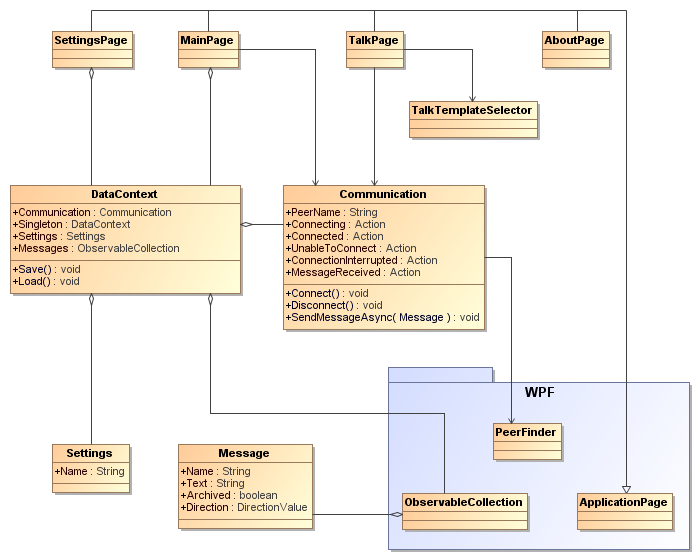 SettingsPage
MainPage
TalkPage
AboutPage
TalkTemplateSelector
DataContext
+Communication : Communication
+Singleton : DataContext
+Settings : Settings
+Messages : ObservableCollection
+Save() : void
+Load() : void
Communication
+PeerName : String
+Connecting : Action
+Connected : Action
+UnableToConnect : Action
+ConnectionInterrupted : Action
+MessageReceived : Action
+Connect() : void
+Disconnect() : void
+SendMessageAsync( Message ) : void
WPF
PeerFinder
Settings
+Name : String
Message
+Name : String
+Text : String
+Archived : boolean
+Direction : DirectionValue
ObservableCollection
ApplicationPage